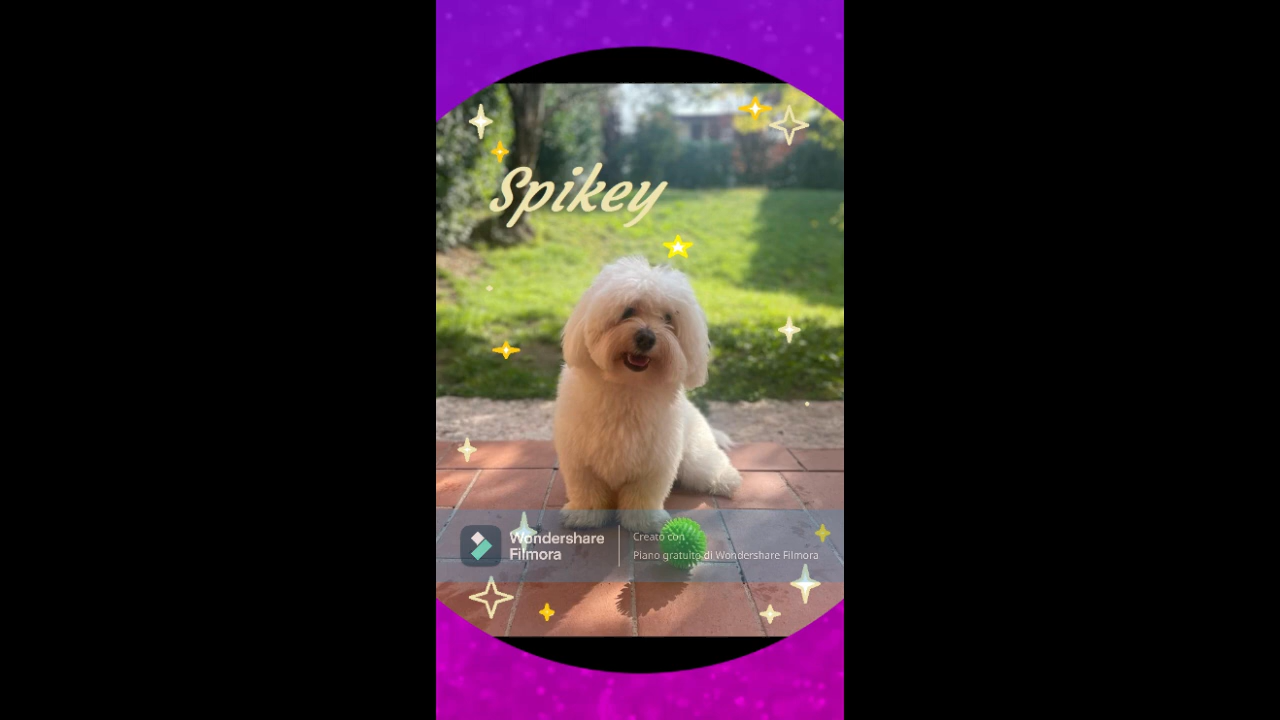 Spikey
Wondershare
Filmora
Creato con
Piano gratuito di Wondershare Filmora